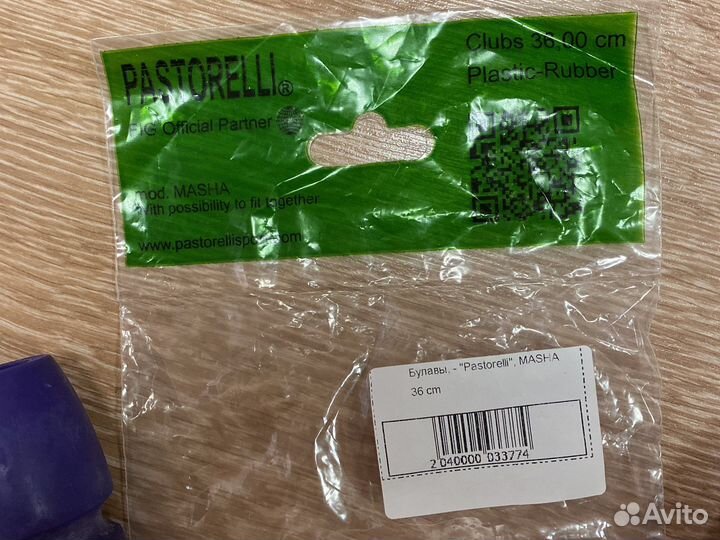 PASTORELLI®
FIG Official Partner
Clubs 36,00 cm
Plastic-Rubber
mod. MASHA
With possibility to fit together
www.pastorellisport.com
Булавы, - "Pastorelli", MASHA
36 cm
2 040000 033774
Avito